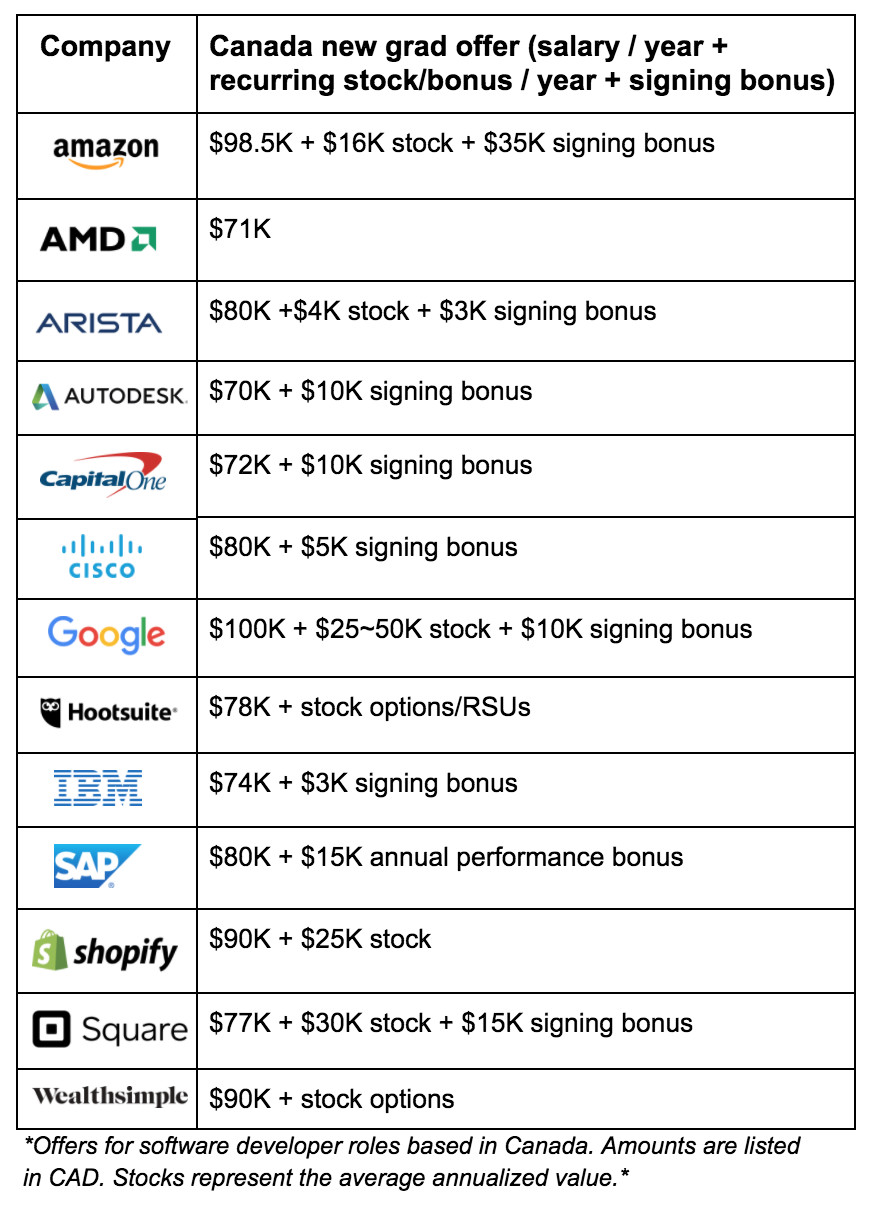 Company
Canada new grad offer (salary / year +
recurring stock/bonus / year + signing bonus)
amazon
$98.5K + $16K stock + $35K signing bonus
AMD
$71K
ARISTA
$80K +$4K stock + $3K signing bonus
AUTODESK.
$70K + $10K signing bonus
CapitalOne
$72K + $10K signing bonus
CISCO
$80K + $5K signing bonus
Google
$100K + $25~50K stock + $10K signing bonus
Hootsuite®
$78K + stock options/RSUs
IBM
$74K + $3K signing bonus
SAP®
$80K + $15K annual performance bonus
S shopify
$90K + $25K stock
Square
$77K + $30K stock + $15K signing bonus
Wealthsimple
$90K + stock options
*Offers for software developer roles based in Canada. Amounts are listed
in CAD. Stocks represent the average annualized value.*